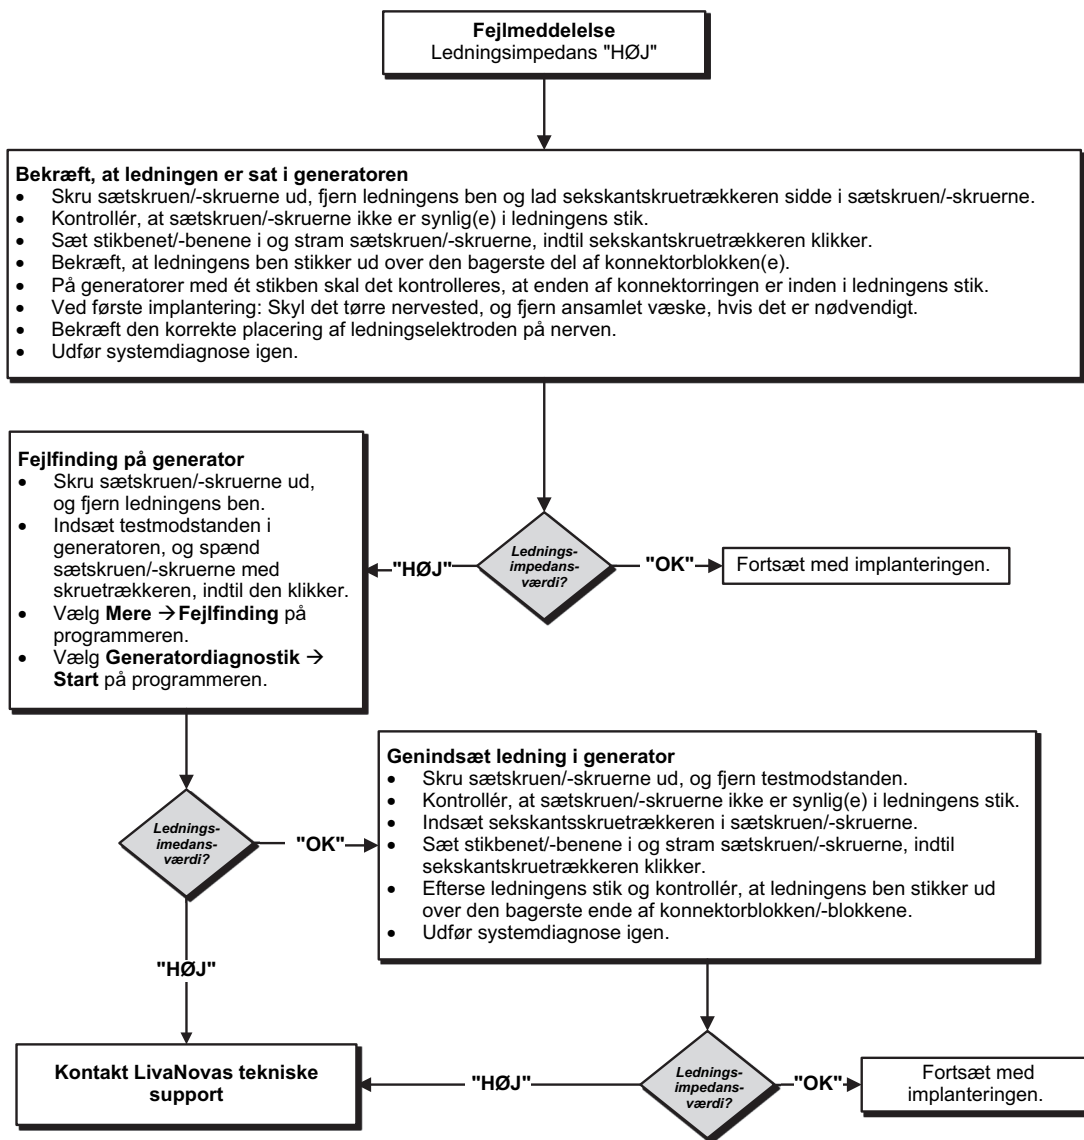 Fejlmeddelelse
Ledningsimpedans "HØJ"
Bekræft, at ledningen er sat i generatoren
• Skru sætskruen/-skruerne ud, fjern ledningens ben og lad sekskantskruetrækkeren sidde i sætskruen/-skruerne.
• Kontrollér, at sætskruen/-skruerne ikke er synlig(e) i ledningens stik.
• Sæt stikbenet/-benene i og stram sætskruen/-skruerne, indtil sekskantskruetrækkeren klikker.
• Bekræft, at ledningens ben stikker ud over den bagerste del af konnektorblokken(e).
• På generatorer med ét stikben skal det kontrolleres, at enden af konnektorringen er inden i ledningens stik.
• Ved første implantering: Skyl det tørre nervested, og fjern ansamlet væske, hvis det er nødvendigt.
• Bekræft den korrekte placering af ledningselektroden på nerven.
• Udfør systemdiagnose igen.
Fejlfinding på generator
• Skru sætskruen/-skruerne ud,
og fjern ledningens ben.
• Indsæt testmodstanden i
generatoren, og spænd
sætskruen/-skruerne med
skruetrækkeren, indtil den klikker.
• Vælg Mere → Fejlfinding på
programmeren.
• Vælg Generatordiagnostik →
Start på programmeren.
"HØJ"
Lednings-
impedans-
værdi?
"OK"
Fortsæt med implanteringen.
Lednings-
imedans-
værdi?
"OK"
Genindsæt ledning i generator
• Skru sætskruen/-skruerne ud, og fjern testmodstanden.
• Kontrollér, at sætskruen/-skruerne ikke er synlig(e) i ledningens stik.
• Indsæt sekskantsskruetrækkeren i sætskruen/-skruerne.
• Sæt stikbenet/-benene i og stram sætskruen/-skruerne, indtil
sekskantskruetrækkeren klikker.
• Efterse ledningens stik og kontrollér, at ledningens ben stikker ud
over den bagerste ende af konnektorblokken/-blokkene.
• Udfør systemdiagnose igen.
"HØJ"
Kontakt LivaNovas tekniske
support
"HØJ"
Lednings-
impedans-
værdi?
"OK"
Fortsæt med
implanteringen.